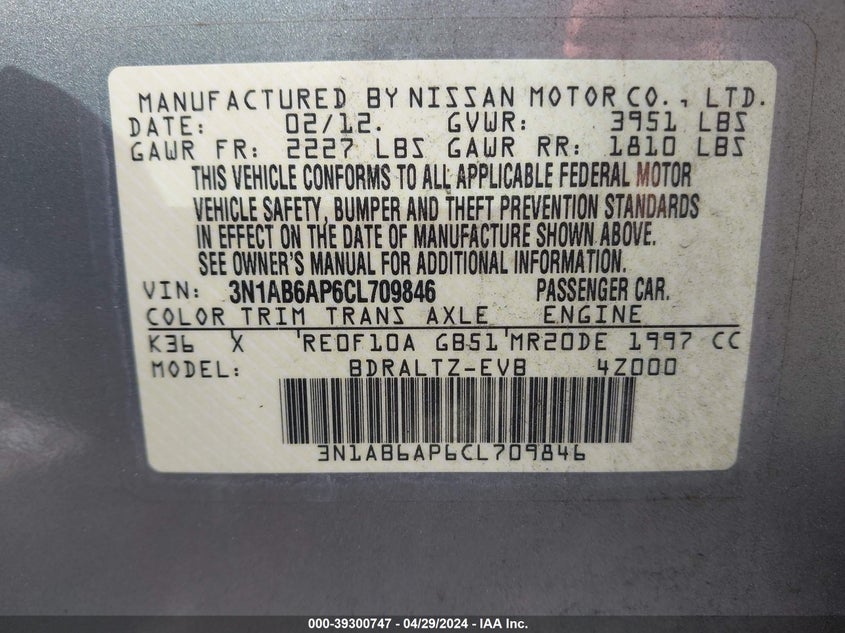 MANUFACTURED BY NISSAN MOTOR CO., LTD.
DATE: 02/12. GVWR: 3951 LBS
GAWR FR: 2227 LBS GAWR RR: 1810 LBS
THIS VEHICLE CONFORMS TO ALL APPLICABLE FEDERAL MOTOR
VEHICLE SAFETY, BUMPER AND THEFT PREVENTION STANDARDS
IN EFFECT ON THE DATE OF MANUFACTURE SHOWN ABOVE.
SEE OWNER'S MANUAL FOR ADDITIONAL INFORMATION.
VIN: 3N1AB6AP6CL709846 PASSENGER CAR.
COLOR TRIM TRANS AXLE ENGINE
K36 X RE0F10A GB51 MR20DE 1997 CC
MODEL: BDRALTZ-EVB 4Z000
3N1AB6AP6CL709846
000-39300747 - 04/29/2024 - IAA Inc.